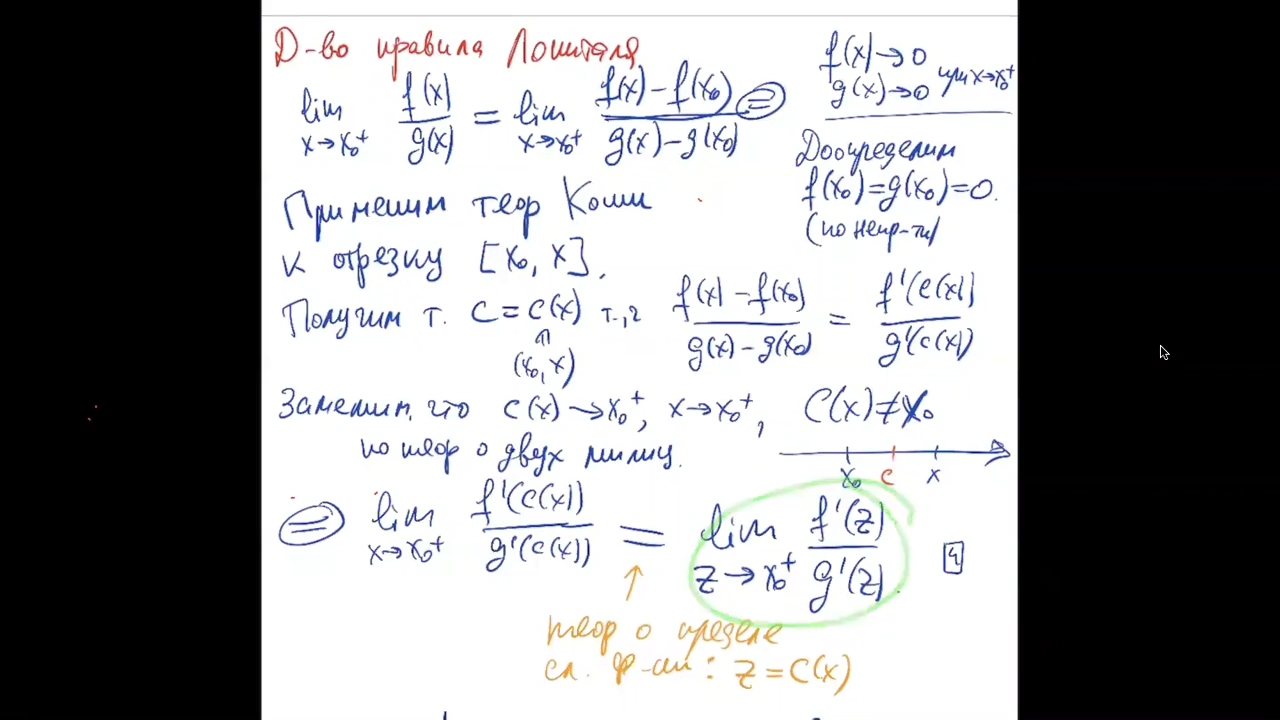 Д-во правила Лопиталя
lim x→x₀⁺ f(x)/g(x) = lim x→x₀⁺ (f(x)-f(x₀))/(g(x)-g(x₀)) =
f(x)→0
g(x)→0 при x→x₀⁺
Доопределим
f(x₀)=g(x₀)=0.
(по непр-ти)
Применим теор Коши
к отрезку [x₀, x].
Получим т. c = c(x) т.,ч (f(x)-f(x₀))/(g(x)-g(x₀)) = f'(c(x))/g'(c(x))
∈
(x₀, x)
Заметим, что c(x)→x₀⁺, x→x₀⁺, C(x)≠x₀
по теор о двух милиц.
x₀ c x
= lim x→x₀⁺ f'(c(x))/g'(c(x)) = lim z→x₀⁺ f'(z)/g'(z)
↑
теор о пределе
сл. ф-ии: z=c(x)